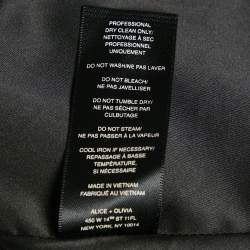 PROFESSIONAL
DRY CLEAN ONLY/
NETTOYAGE À SEC
PROFESSIONNEL
UNIQUEMENT
DO NOT WASH/NE PAS LAVER
DO NOT BLEACH/
NE PAS JAVELLISER
DO NOT TUMBLE DRY/
NE PAS SÉCHER PAR
CULBUTAGE
DO NOT STEAM/
NE PAS PASSER À LA VAPEUR
COOL IRON IF NECESSARY/
REPASSAGE À BASSE
TEMPÉRATURE,
SI NÉCESSAIRE
MADE IN VIETNAM
FABRIQUÉ EN VIETNAM
ALICE + OLIVIA
450 W 14TH ST 11FL
NEW YORK, NY 10014